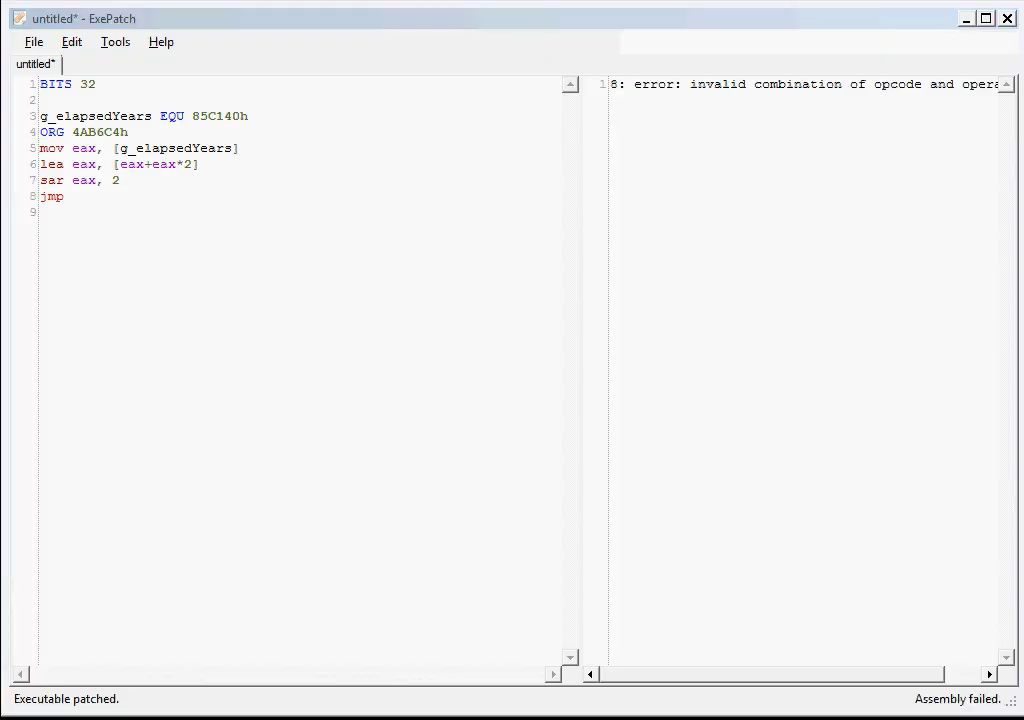 untitled* - ExePatch
File Edit Tools Help
untitled*
1 BITS 32
2
3 g_elapsedYears EQU 85C140h
4 ORG 4AB6C4h
5 mov eax, [g_elapsedYears]
6 lea eax, [eax+eax*2]
7 sar eax, 2
8 jmp
9
1 8: error: invalid combination of opcode and opera
Executable patched.
Assembly failed.